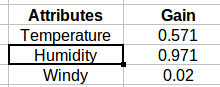 Attributes Gain
Temperature 0.571
Humidity 0.971
Windy 0.02